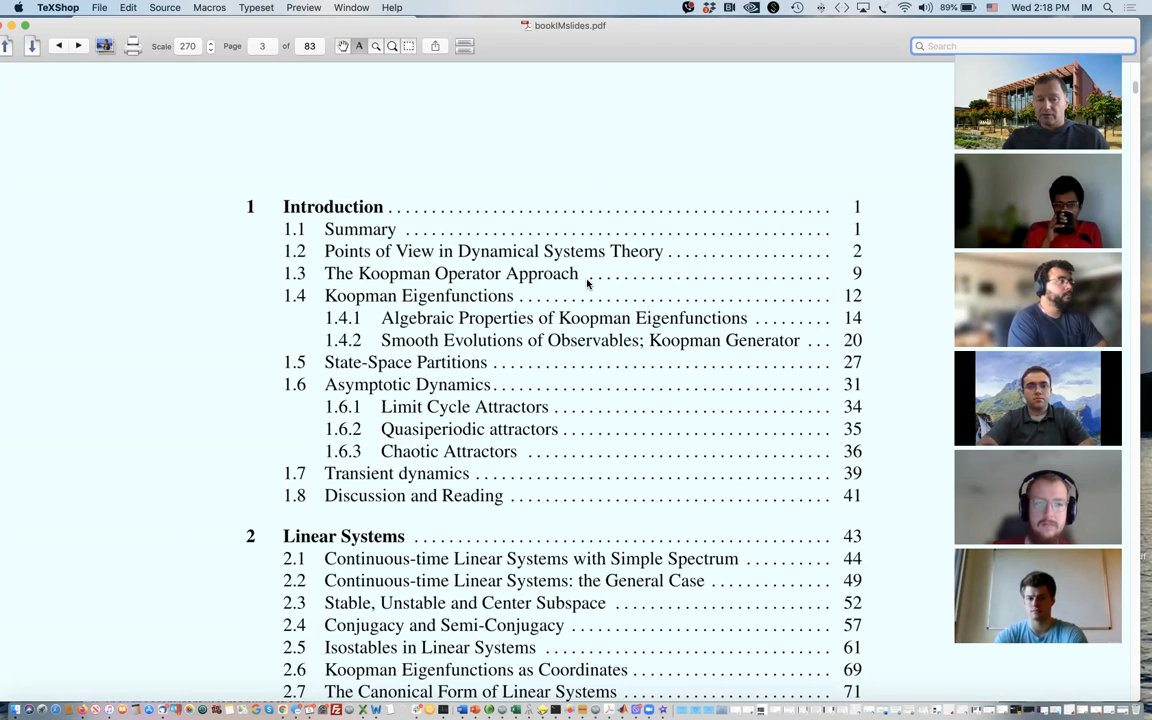 TeXShop File Edit Source Macros Typeset Preview Window Help 89% Wed 2:18 PM IM
bookIMslides.pdf
Scale 270 Page 3 of 83 Search
1 Introduction 1
1.1 Summary 1
1.2 Points of View in Dynamical Systems Theory 2
1.3 The Koopman Operator Approach 9
1.4 Koopman Eigenfunctions 12
1.4.1 Algebraic Properties of Koopman Eigenfunctions 14
1.4.2 Smooth Evolutions of Observables; Koopman Generator 20
1.5 State-Space Partitions 27
1.6 Asymptotic Dynamics 31
1.6.1 Limit Cycle Attractors 34
1.6.2 Quasiperiodic attractors 35
1.6.3 Chaotic Attractors 36
1.7 Transient dynamics 39
1.8 Discussion and Reading 41
2 Linear Systems 43
2.1 Continuous-time Linear Systems with Simple Spectrum 44
2.2 Continuous-time Linear Systems: the General Case 49
2.3 Stable, Unstable and Center Subspace 52
2.4 Conjugacy and Semi-Conjugacy 57
2.5 Isostables in Linear Systems 61
2.6 Koopman Eigenfunctions as Coordinates 69
2.7 The Canonical Form of Linear Systems 71